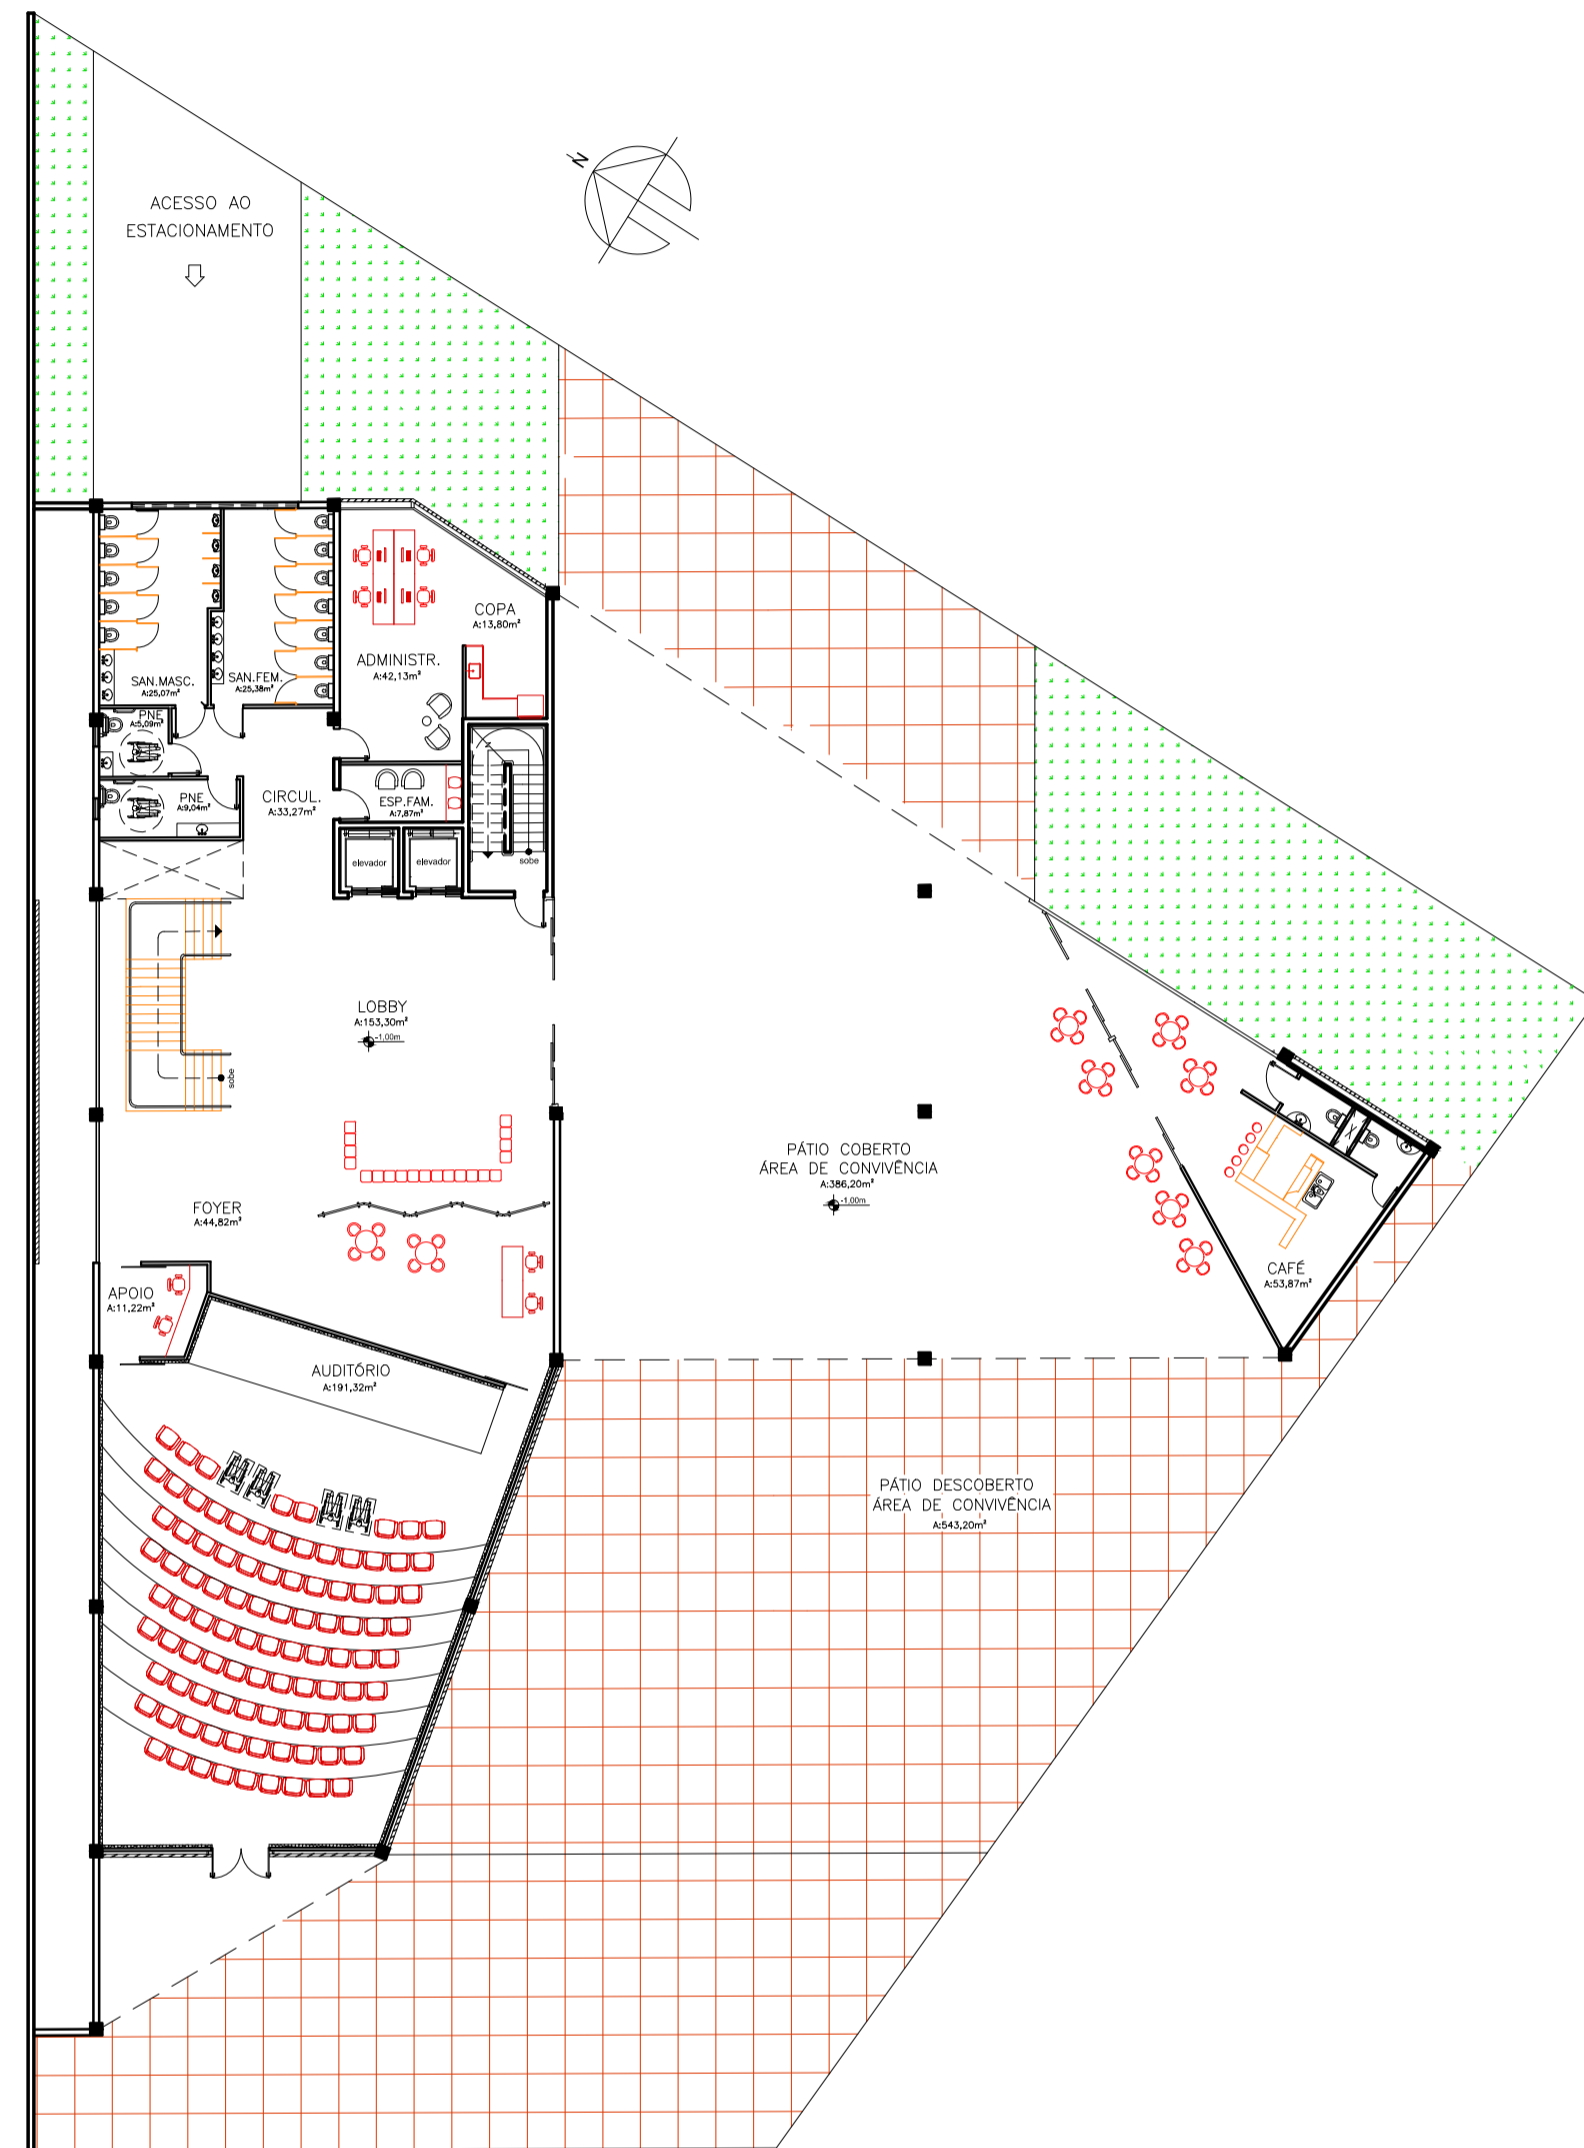 N
ACESSO AO
ESTACIONAMENTO
COPA
A:13,80m²
ADMINISTR.
A:42,13m²
SAN.MASC.
A:25,07m²
SAN.FEM.
A:25,38m²
PNE
A:5,09m²
PNE
A:9,04m²
CIRCUL.
A:33,27m²
ESP.FAM.
A:7,87m²
elevador
elevador
sobe
LOBBY
A:153,30m²
-1,00m
sobe
PÁTIO COBERTO
ÁREA DE CONVIVÊNCIA
A:386,20m²
-1,00m
FOYER
A:44,82m²
CAFÉ
A:53,87m²
APOIO
A:11,22m²
AUDITÓRIO
A:191,32m²
PÁTIO DESCOBERTO
ÁREA DE CONVIVÊNCIA
A:543,20m²